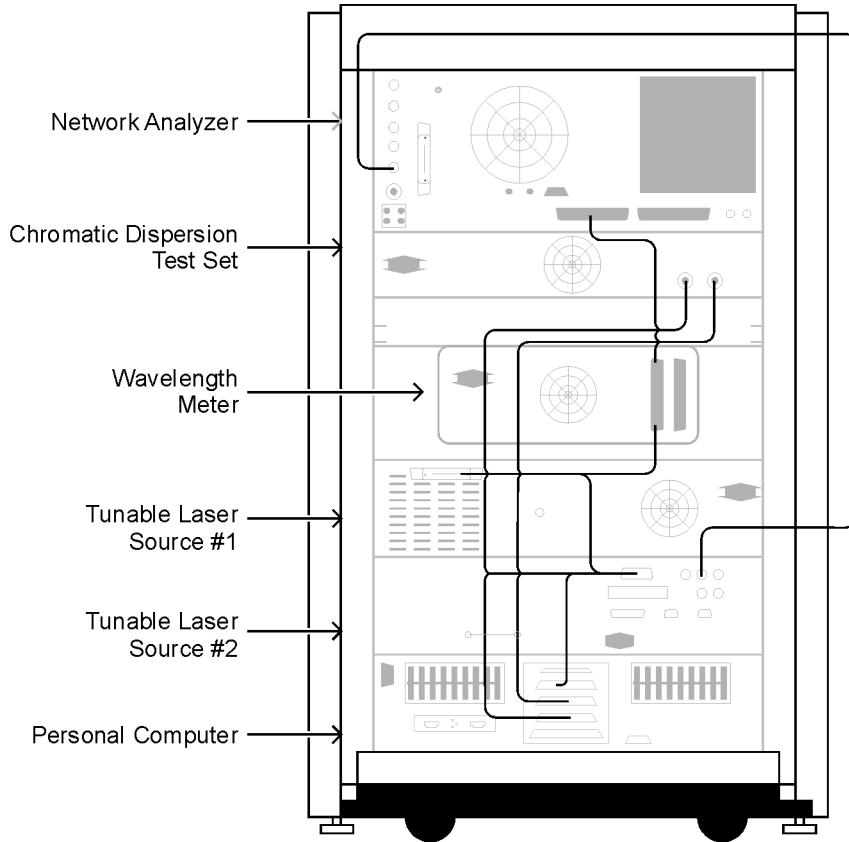 Network Analyzer
Chromatic Dispersion
Test Set
Wavelength
Meter
Tunable Laser
Source #1
Tunable Laser
Source #2
Personal Computer